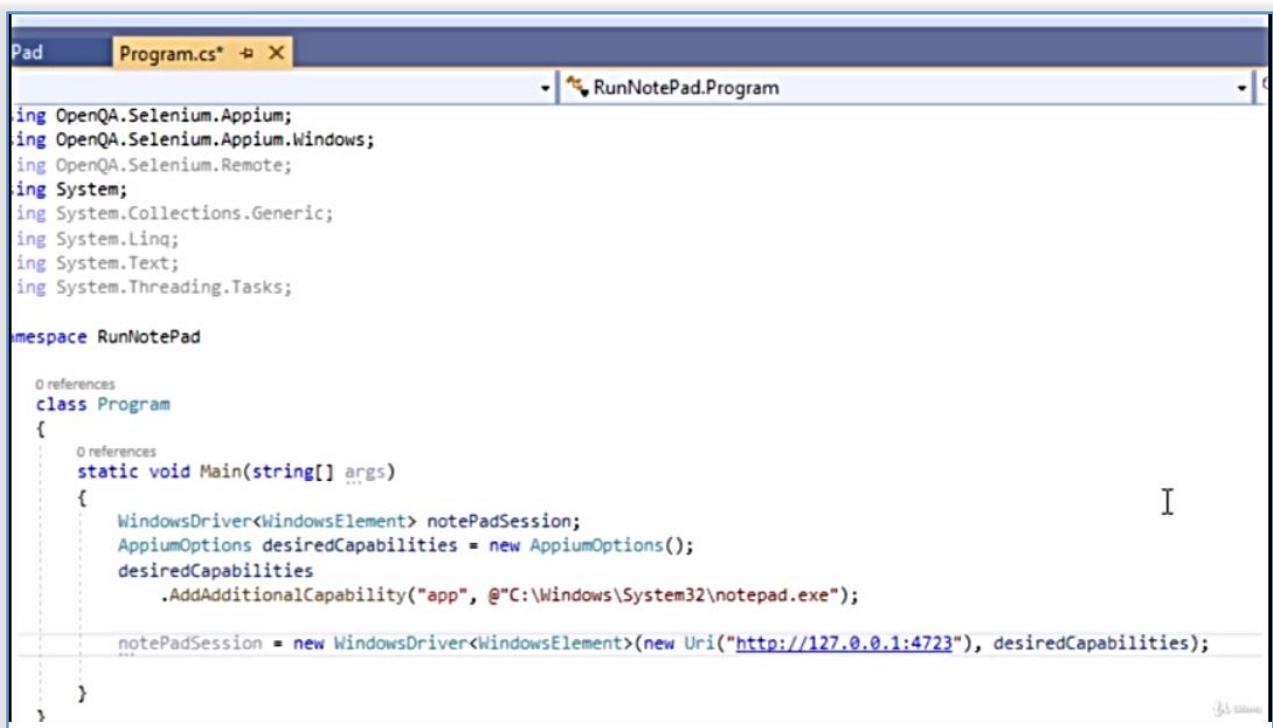 Pad Program.cs*
RunNotePad.Program
ing OpenQA.Selenium.Appium;
ing OpenQA.Selenium.Appium.Windows;
ing OpenQA.Selenium.Remote;
ing System;
ing System.Collections.Generic;
ing System.Linq;
ing System.Text;
ing System.Threading.Tasks;
mespace RunNotePad
0 references
class Program
{
0 references
static void Main(string[] args)
{
WindowsDriver<WindowsElement> notePadSession;
AppiumOptions desiredCapabilities = new AppiumOptions();
desiredCapabilities
.AddAdditionalCapability("app", @"C:\Windows\System32\notepad.exe");
notePadSession = new WindowsDriver<WindowsElement>(new Uri("http://127.0.0.1:4723"), desiredCapabilities);
}
}